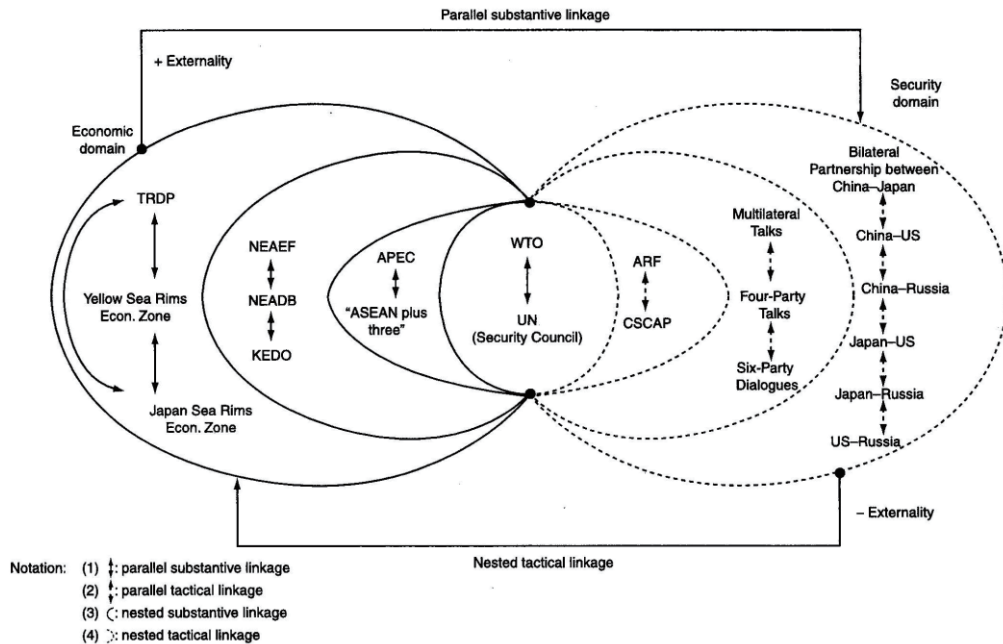 Parallel substantive linkage
+ Externality
Security
domain
Economic
domain
Bilateral
Partnership between
China–Japan
China–US
China–Russia
Japan–US
Japan–Russia
US–Russia
TRDP
Yellow Sea Rims
Econ. Zone
Japan Sea Rims
Econ. Zone
NEAEF
NEADB
KEDO
APEC
"ASEAN plus
three"
WTO
UN
(Security Council)
ARF
CSCAP
Multilateral
Talks
Four-Party
Talks
Six-Party
Dialogues
– Externality
Nested tactical linkage
Notation: (1) : parallel substantive linkage
(2) : parallel tactical linkage
(3) : nested substantive linkage
(4) : nested tactical linkage